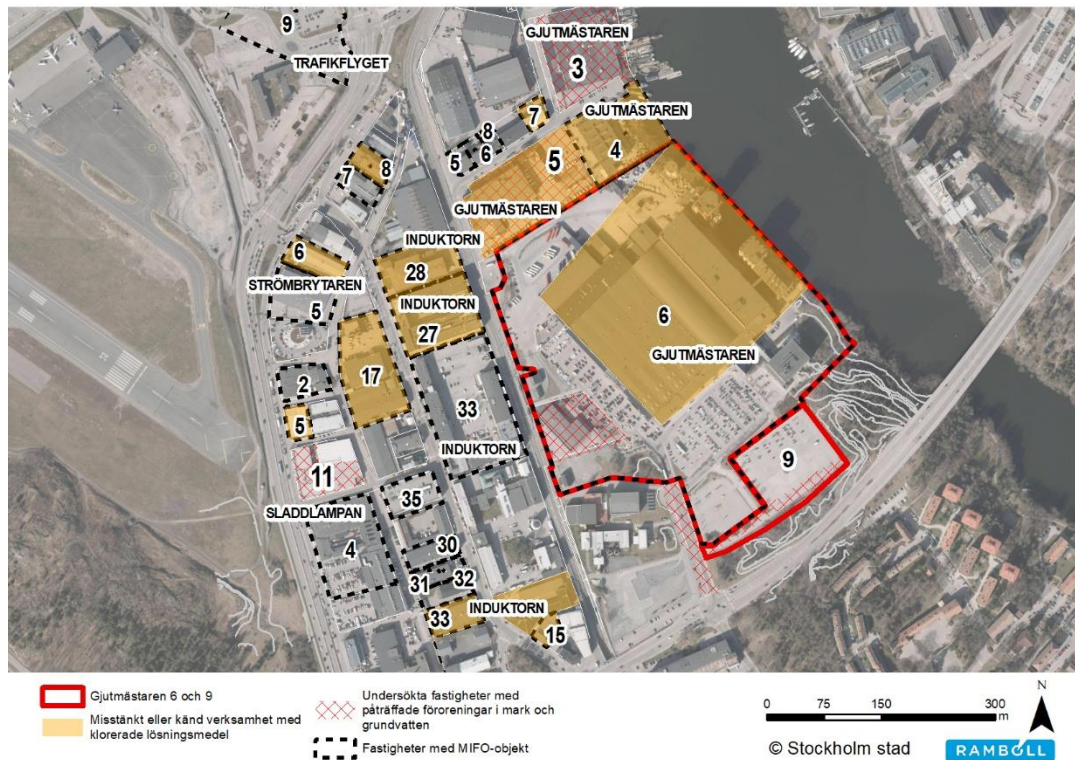 9
TRAFIKFLYGET
GJUTMÄSTAREN
3
GJUTMÄSTAREN
7
8
5
6
5
4
8
7
GJUTMÄSTAREN
INDUKTORN
6
28
STRÖMBRYTAREN
INDUKTORN
5
27
6
GJUTMÄSTAREN
2
17
33
5
INDUKTORN
9
11
35
SLADDLAMPAN
4
30
31
32
INDUKTORN
33
15
Gjutmästaren 6 och 9
Misstänkt eller känd verksamhet med
klorerade lösningsmedel
Undersökta fastigheter med
påträffade föroreningar i mark och
grundvatten
Fastigheter med MIFO-objekt
0 75 150 300
m
N
© Stockholm stad
RAMBOLL